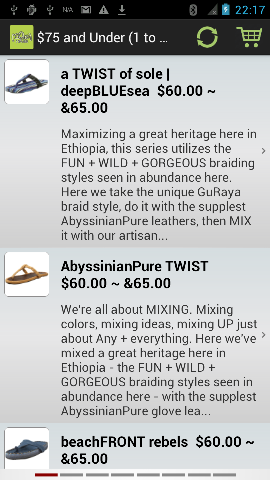 N/A
22:17
$75 and Under (1 to ...
a TWIST of sole |
deepBLUEsea $60.00 ~
&65.00
Maximizing a great heritage here in
Ethiopia, this series utilizes the
FUN + WILD + GORGEOUS braiding
styles seen in abundance here.
Here we take the unique GuRaya
braid style, do it with the supplest
AbyssinianPure leathers, then MIX
it with our artisan...
AbyssinianPure TWIST
$60.00 ~ &65.00
We're all about MIXING. Mixing
colors, mixing ideas, mixing UP just
about Any + everything. Here we've
mixed a great heritage here in
Ethiopia - the FUN + WILD +
GORGEOUS braiding styles seen in
abundance here - with the supplest
AbyssinianPure glove lea...
beachFRONT rebels $60.00 ~
&65.00